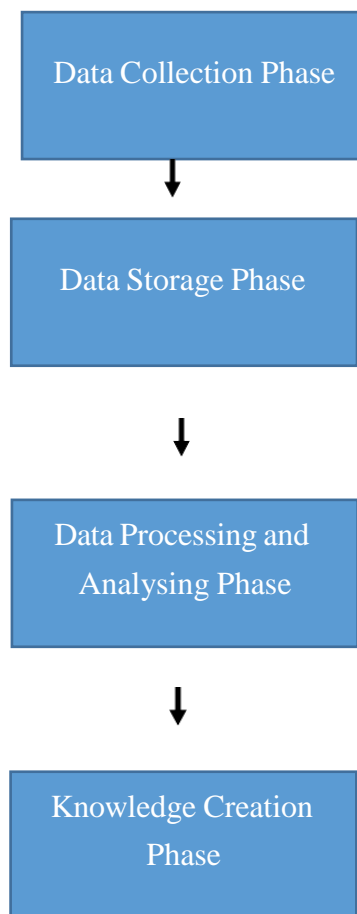 Data Collection Phase
Data Storage Phase
Data Processing and
Analysing Phase
Knowledge Creation
Phase